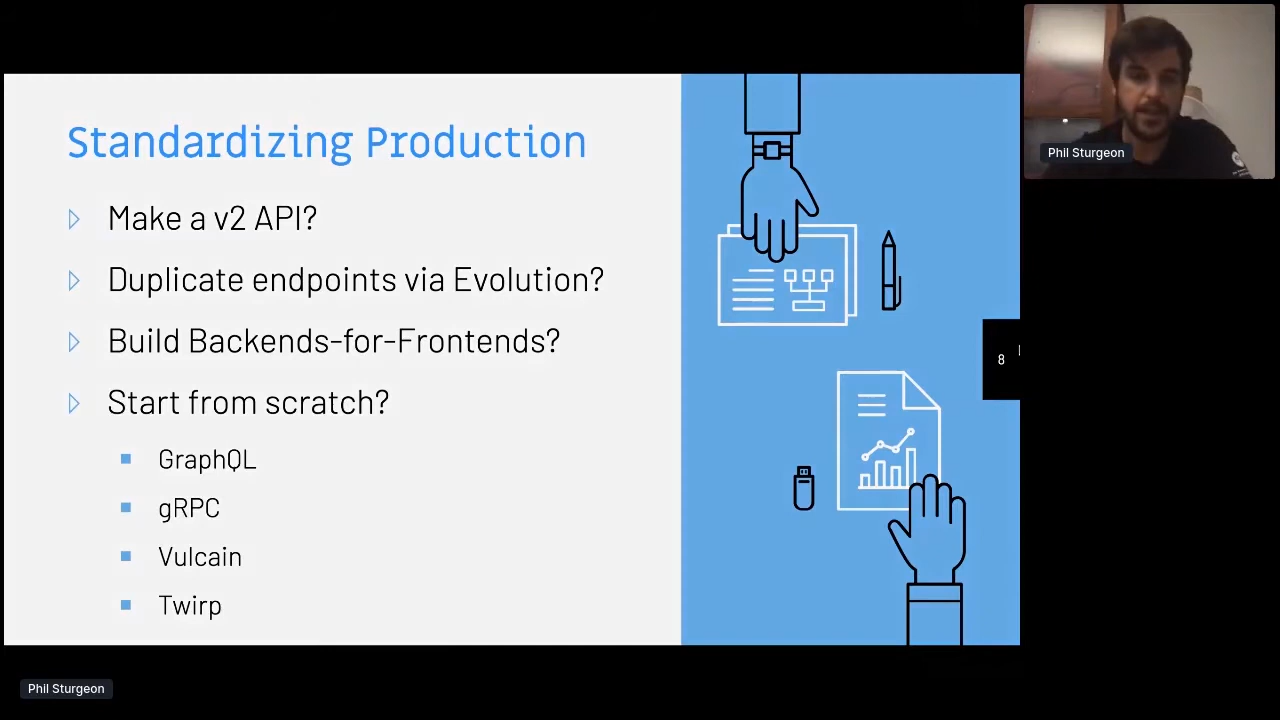 Standardizing Production
Make a v2 API?
Duplicate endpoints via Evolution?
Build Backends-for-Frontends?
Start from scratch?
GraphQL
gRPC
Vulcain
Twirp
8
Phil Sturgeon
Phil Sturgeon